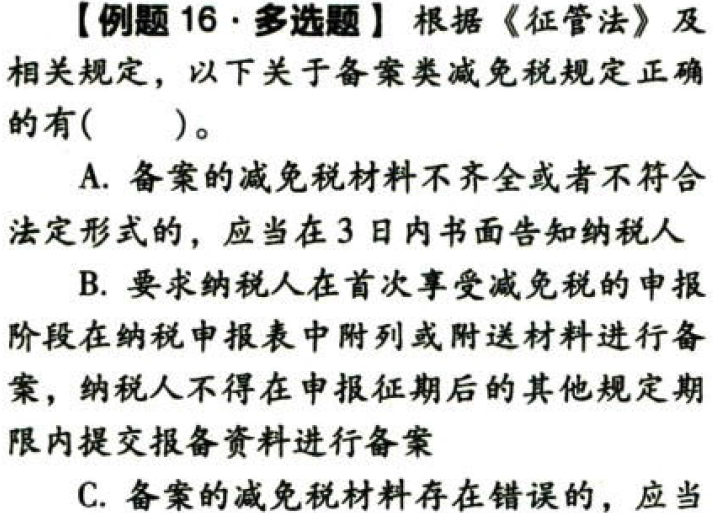 【例题 16·多选题】 根据《征管法》及
相关规定，以下关于备案类减免税规定正确
的有(　　)。
A. 备案的减免税材料不齐全或者不符合
法定形式的，应当在 3 日内书面告知纳税人
B. 要求纳税人在首次享受减免税的申报
阶段在纳税申报表中附列或附送材料进行备
案，纳税人不得在申报征期后的其他规定期
限内提交报备资料进行备案
C. 备案的减免税材料存在错误的，应当